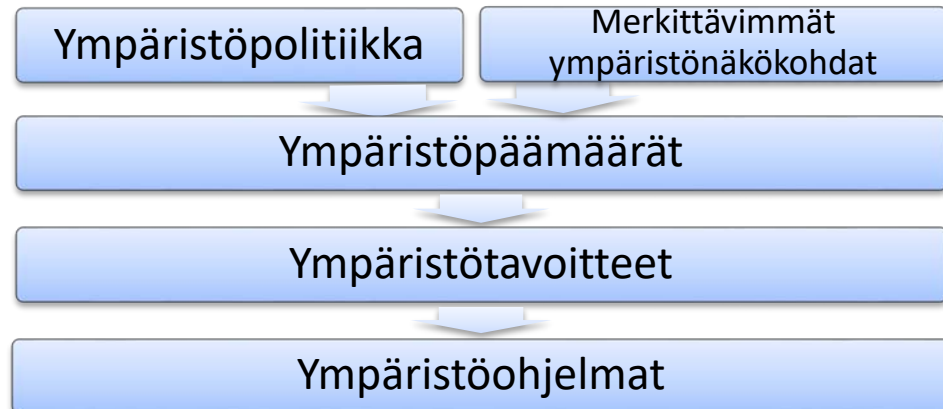 Ympäristöpolitiikka
Merkittävimmät
ympäristönäkökohdat
Ympäristöpäämäärät
Ympäristötavoitteet
Ympäristöohjelmat